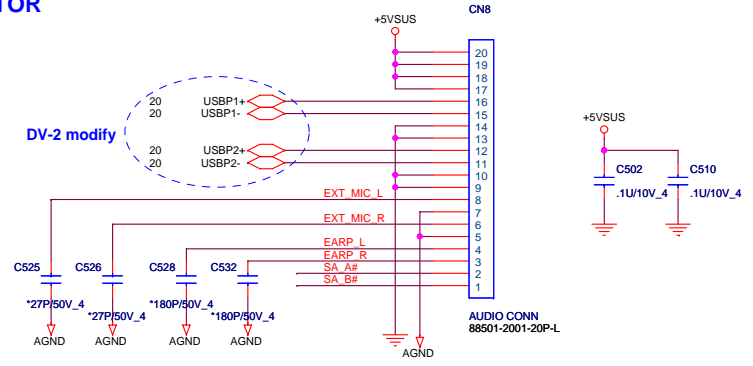 TOR
CN8
+5VSUS
20
19
18
17
20 USBP1+ 16
20 USBP1- 15
14
DV-2 modify
13
20 USBP2+ 12
20 USBP2- 11
10
9
EXT_MIC_L 8
7
EXT_MIC_R 6
5
EARP_L 4
EARP_R 3
SA_A# 2
SA_B# 1
+5VSUS
C502 C510
.1U/10V_4 .1U/10V_4
C525 C526 C528 C532
*27P/50V_4 *180P/50V_4
*27P/50V_4 *180P/50V_4
AUDIO CONN
88501-2001-20P-L
AGND AGND AGND AGND
AGND